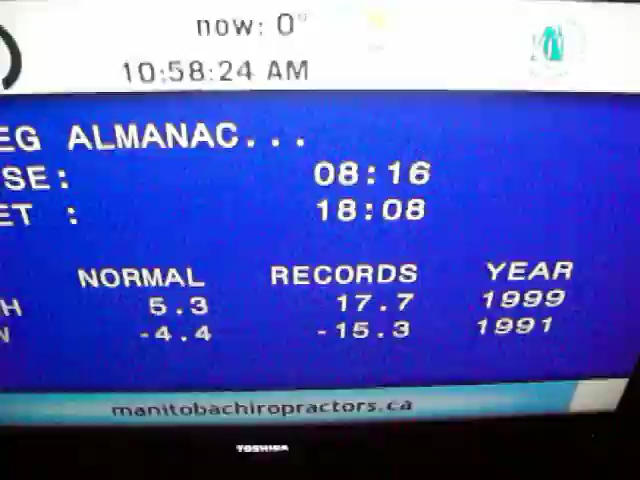 now: 0°
10:58:24 AM
EG ALMANAC...
SE: 08:16
ET : 18:08
NORMAL RECORDS YEAR
H 5.3 17.7 1999
W -4.4 -15.3 1991
manitobachiropractors.ca
TOSHIBA